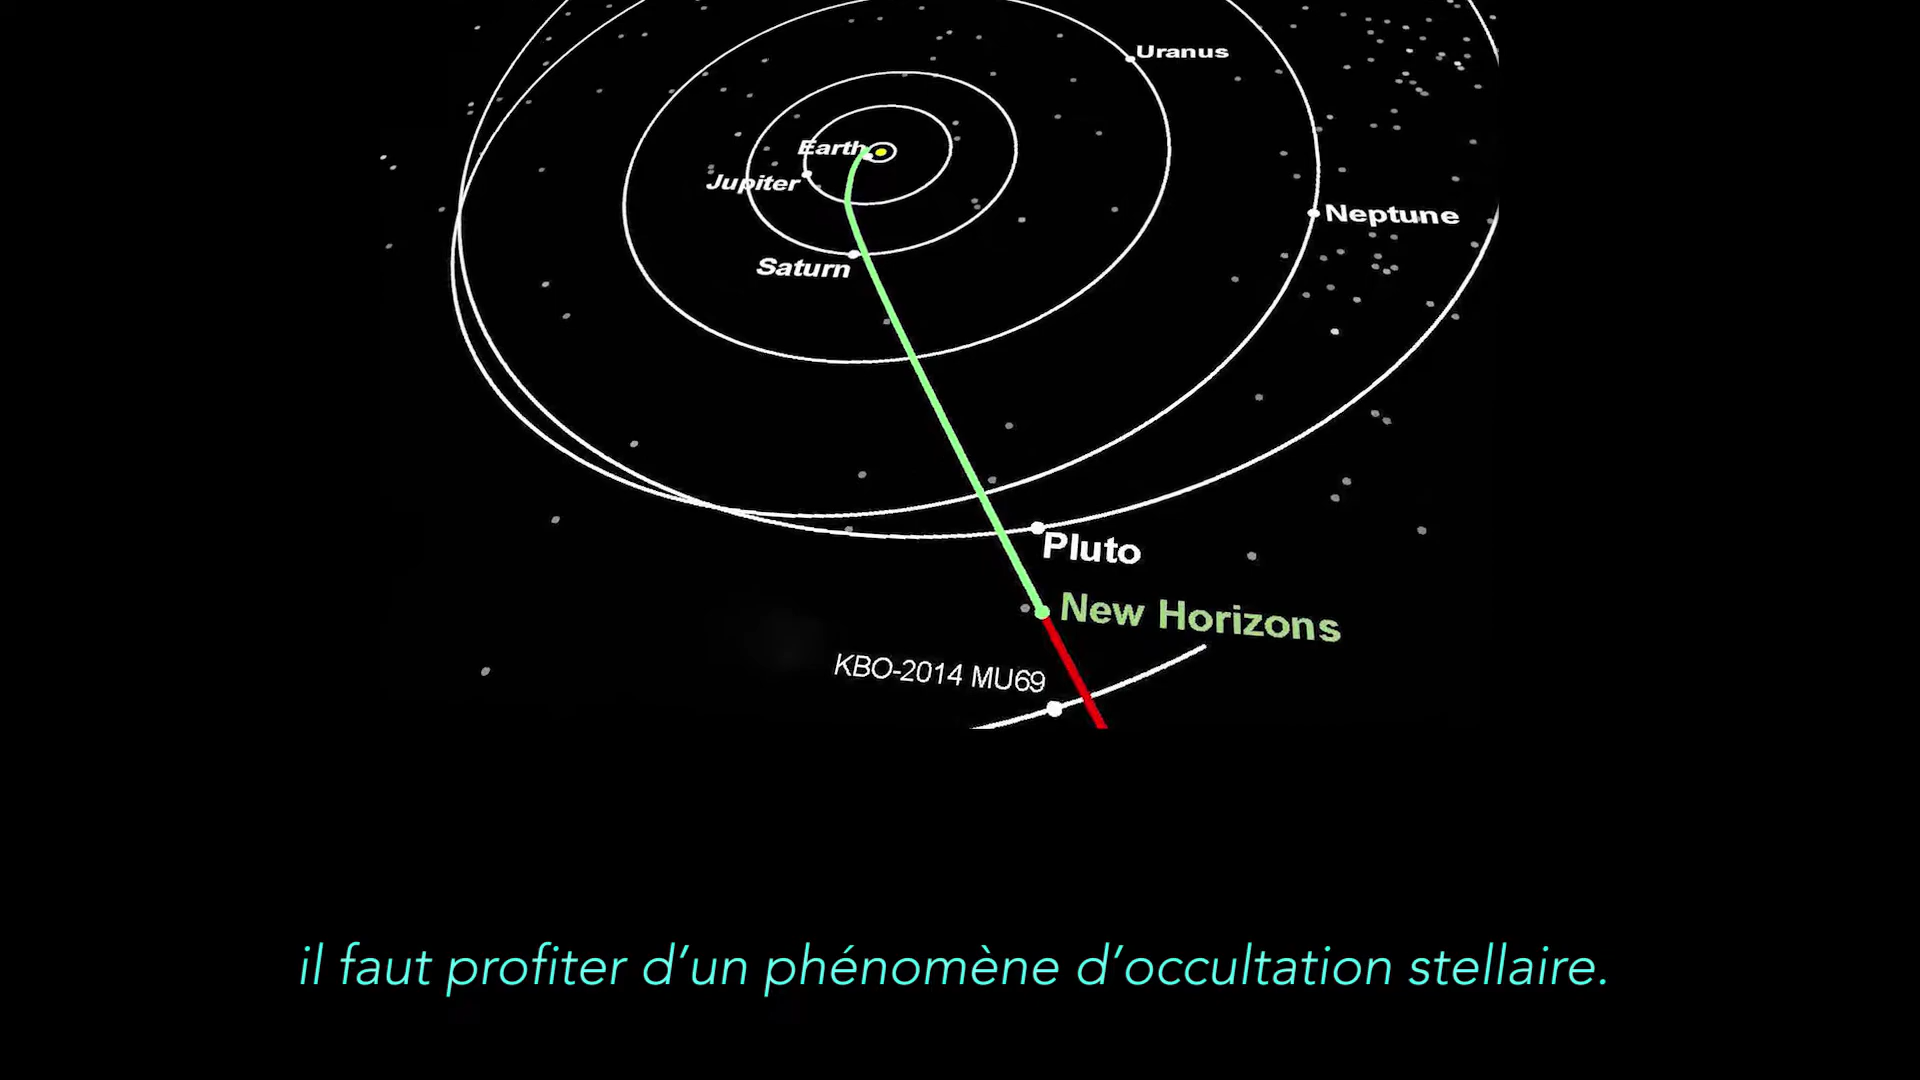 Uranus
Earth
Jupiter
Neptune
Saturn
Pluto
New Horizons
KBO-2014 MU69
il faut profiter d’un phénomène d’occultation stellaire.